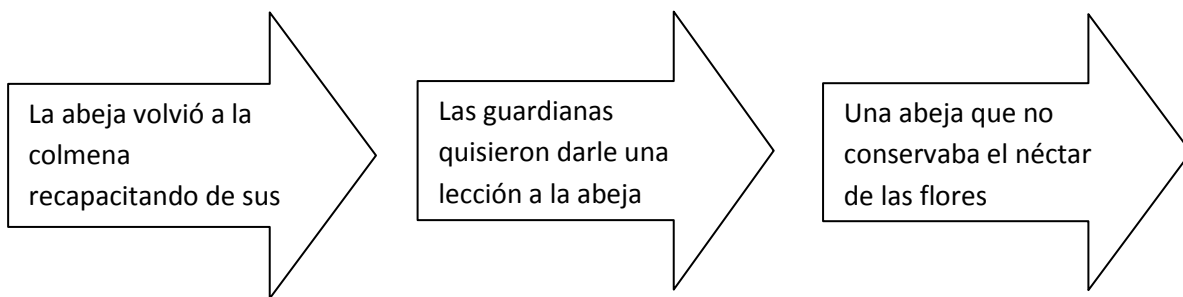 La abeja volvió a la
colmena
recapacitando de sus
Las guardianas
quisieron darle una
lección a la abeja
Una abeja que no
conservaba el néctar
de las flores